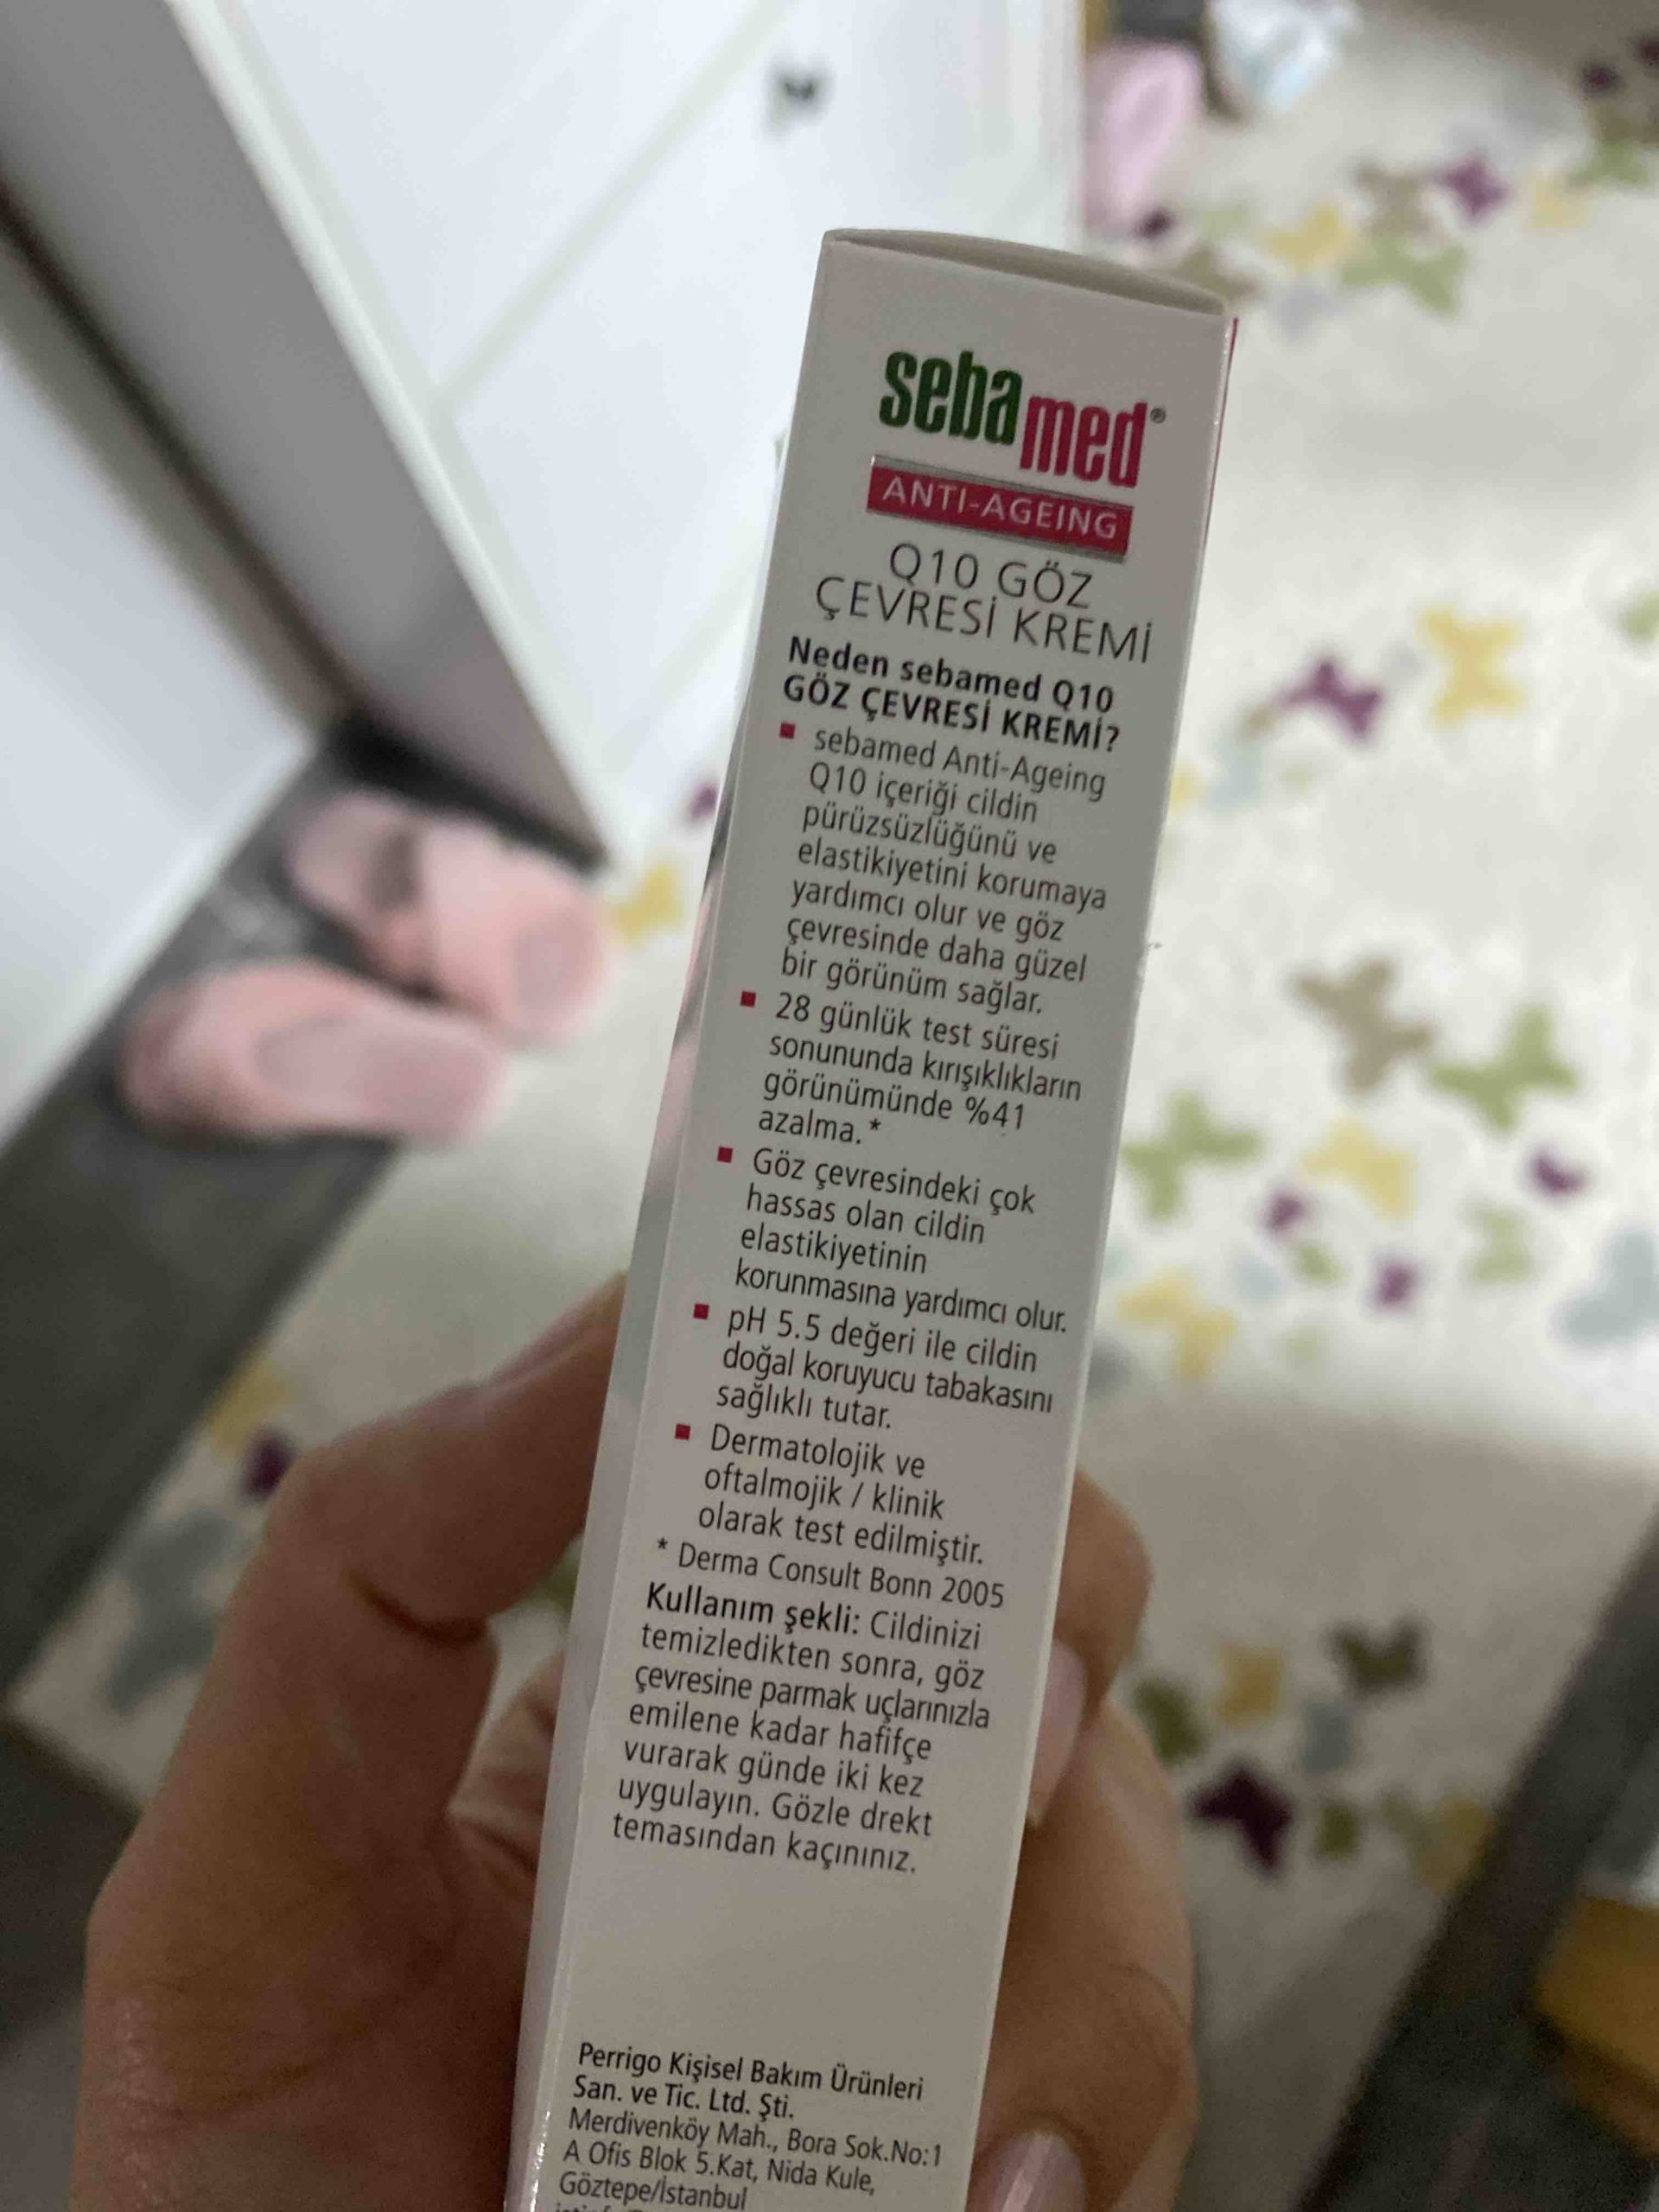 sebamed®
ANTI-AGEING
Q10 GÖZ
ÇEVRESİ KREMİ
Neden sebamed Q10
GÖZ ÇEVRESİ KREMİ?
▪ sebamed Anti-Ageing
Q10 içeriği cildin
pürüzsüzlüğünü ve
elastikiyetini korumaya
yardımcı olur ve göz
çevresinde daha güzel
bir görünüm sağlar.
▪ 28 günlük test süresi
sonununda kırışıklıkların
görünümünde %41
azalma.*
▪ Göz çevresindeki çok
hassas olan cildin
elastikiyetinin
korunmasına yardımcı olur.
▪ pH 5.5 değeri ile cildin
doğal koruyucu tabakasını
sağlıklı tutar.
▪ Dermatolojik ve
oftalmojik / klinik
olarak test edilmiştir.
* Derma Consult Bonn 2005
Kullanım şekli: Cildinizi
temizledikten sonra, göz
çevresine parmak uçlarınızla
emilene kadar hafifçe
vurarak günde iki kez
uygulayın. Gözle drekt
temasından kaçınınız.
Perrigo Kişisel Bakım Ürünleri
San. ve Tic. Ltd. Şti.
Merdivenköy Mah., Bora Sok.No:1
A Ofis Blok 5.Kat, Nida Kule,
Göztepe/İstanbul